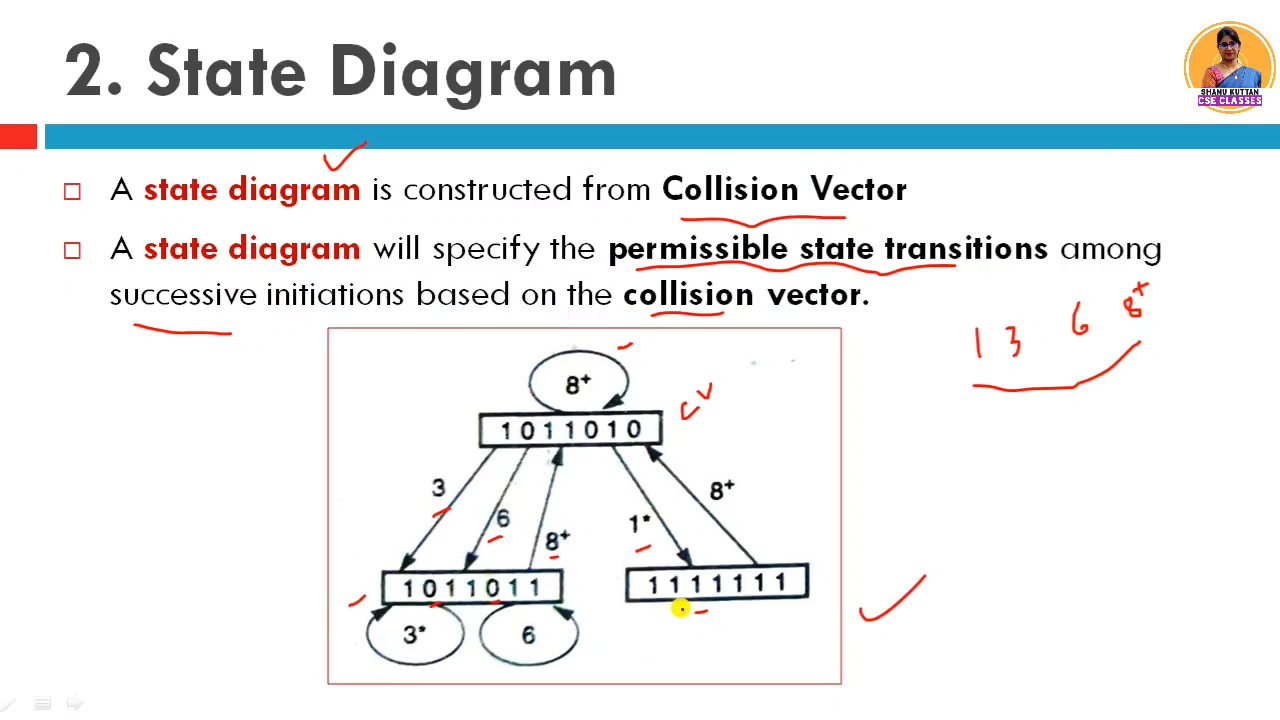 2. State Diagram
SHANU KUTTAN
CSE CLASSES
A state diagram is constructed from Collision Vector
A state diagram will specify the permissible state transitions among
successive initiations based on the collision vector.
1 3 6 8+
8+
CV
1011010
3 6 8+ 1* 8+
1011011 1111111
3* 6